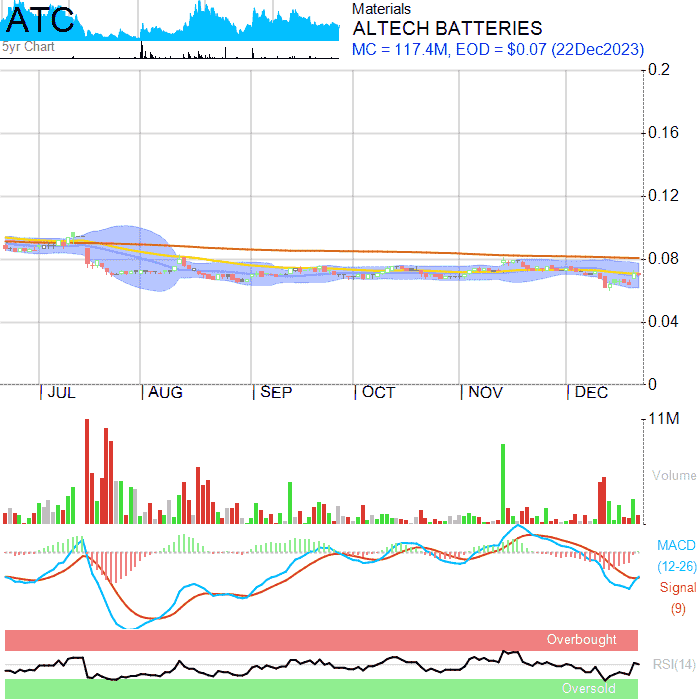 ATC
5yr Chart
Materials
ALTECH BATTERIES
MC = 117.4M, EOD = $0.07 (22Dec2023)
0.2
0.16
0.12
0.08
0.04
0
JUL AUG SEP OCT NOV DEC
11M
Volume
MACD
(12-26)
Signal
(9)
Overbought
RSI(14)
Oversold